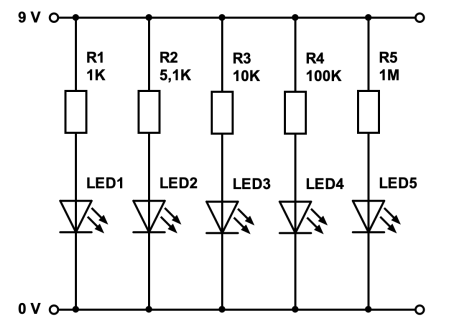 9 V
R1
1K
R2
5,1K
R3
10K
R4
100K
R5
1M
LED1
LED2
LED3
LED4
LED5
0 V